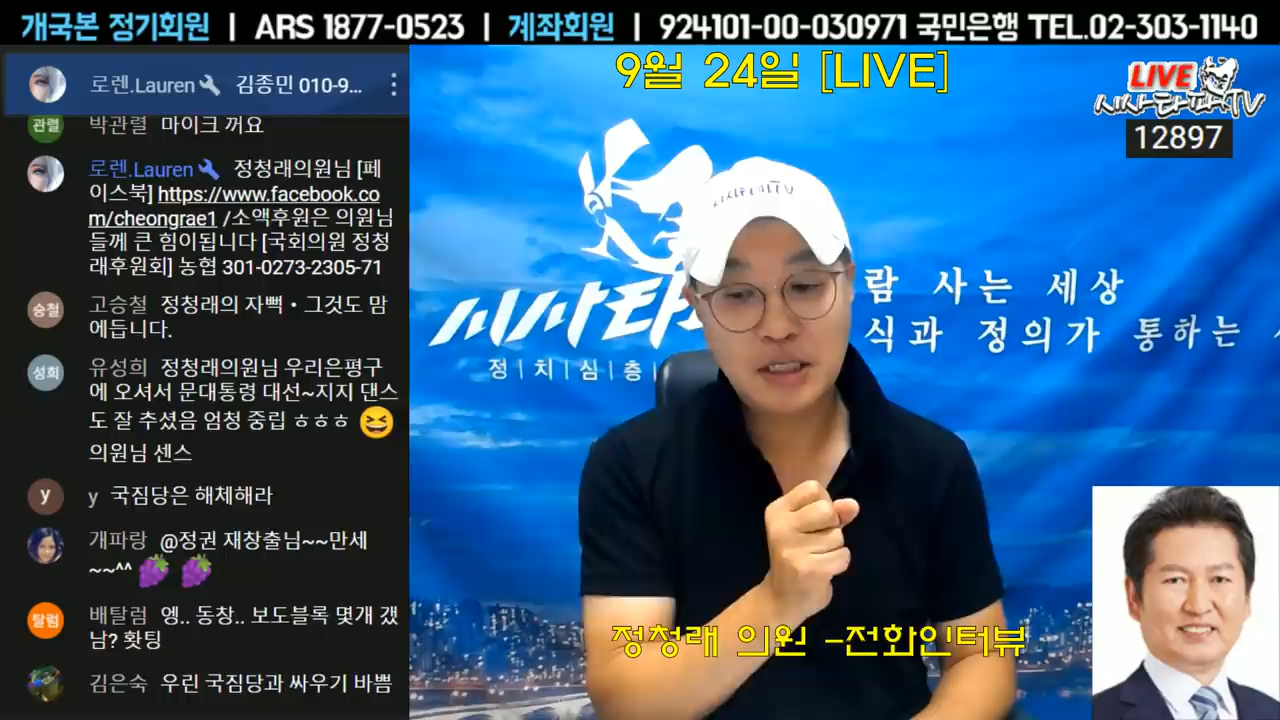 개국본 정기회원 | ARS 1877-0523 | 계좌회원 | 924101-00-030971 국민은행 TEL.02-303-1140
로렌.Lauren 김종민 010-9...
관렬 박관렬 마이크 꺼요
로렌.Lauren 정청래의원님 [페
이스북] https://www.facebook.co
m/cheongrae1 /소액후원은 의원님
들께 큰 힘이됩니다 [국회의원 정청
래후원회] 농협 301-0273-2305-71
승철 고승철 정청래의 자뻑·그것도 맘
에듭니다.
성희 유성희 정청래의원님 우리은평구
에 오셔서 문대통령 대선~지지 댄스
도 잘 추셨음 엄청 중립 ㅎㅎㅎ 😆
의원님 센스
y y 국짐당은 해체해라
개파랑 @정권 재창출님~~만세
~~^^ 🍇 🍇
탈럼 배탈럼 엥.. 동창.. 보도블록 몇개 갰
남? 홧팅
김은숙 우린 국짐당과 싸우기 바쁨
9월 24일 [LIVE]
LIVE
시사타파TV
12897
시사타파TV
시사타
정|치|심|층|
람 사는 세상
식과 정의가 통하는
정청래 의원 -전화인터뷰